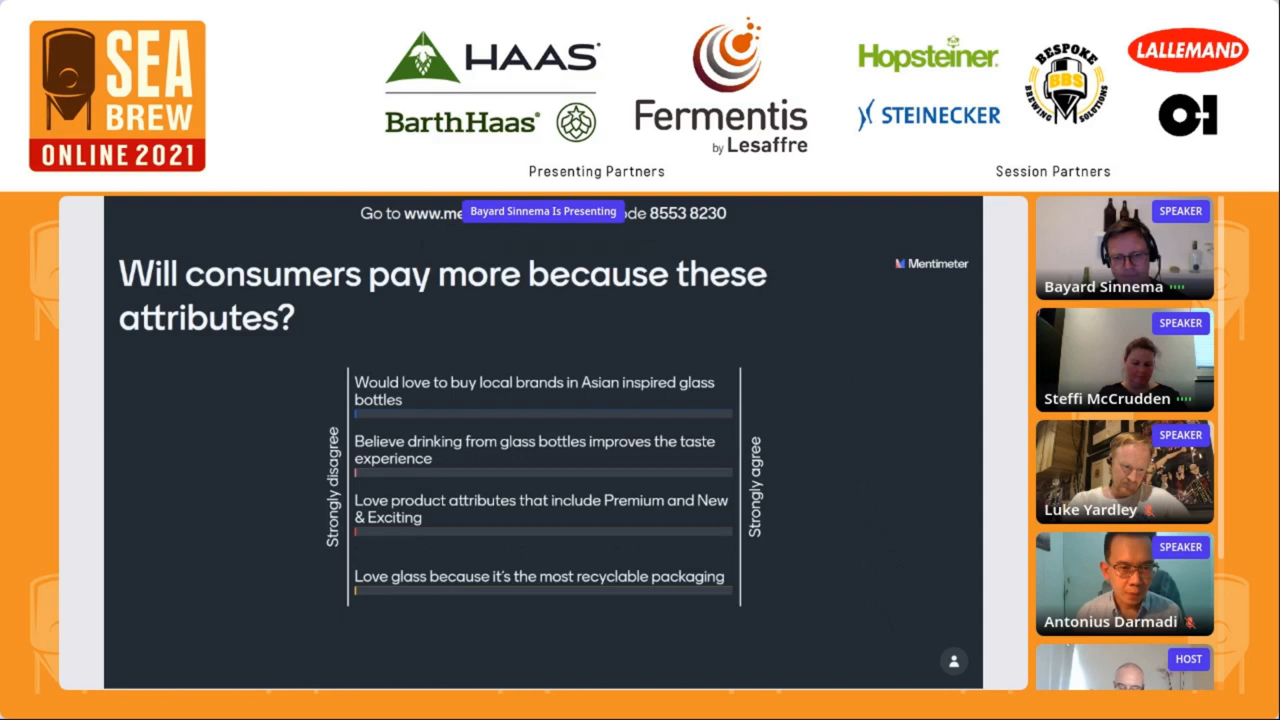 SEA
BREW
ONLINE 2021
HAAS
BarthHaas
Fermentis
by Lesaffre
Presenting Partners
Hopsteiner
STEINECKER
BESPOKE
BBS
BREWING SOLUTIONS
LALLEMAND
O-I
Session Partners
Go to www.me
Bayard Sinnema Is Presenting
de 8553 8230
Will consumers pay more because these
attributes?
Mentimeter
Strongly disagree
Would love to buy local brands in Asian inspired glass
bottles
Believe drinking from glass bottles improves the taste
experience
Love product attributes that include Premium and New
& Exciting
Love glass because it's the most recyclable packaging
Strongly agree
SPEAKER
Bayard Sinnema
SPEAKER
Steffi McCrudden
SPEAKER
Luke Yardley
SPEAKER
Antonius Darmadi
HOST